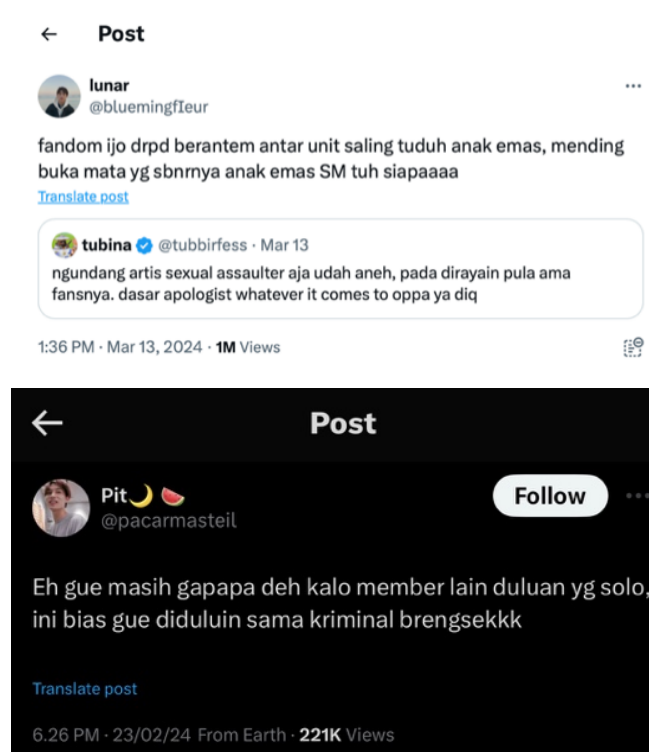 ← Post
lunar
@bluemingfIeur
fandom ijo drpd berantem antar unit saling tuduh anak emas, mending
buka mata yg sbnrnya anak emas SM tuh siapaaaa
Translate post
tubina @tubbirfess · Mar 13
ngundang artis sexual assaulter aja udah aneh, pada dirayain pula ama
fansnya. dasar apologist whatever it comes to oppa ya diq
1:36 PM · Mar 13, 2024 · 1M Views
← Post
Pit🌙 🍉
@pacarmasteil
Follow
Eh gue masih gapapa deh kalo member lain duluan yg solo,
ini bias gue diduluin sama kriminal brengsekkk
Translate post
6.26 PM · 23/02/24 From Earth · 221K Views